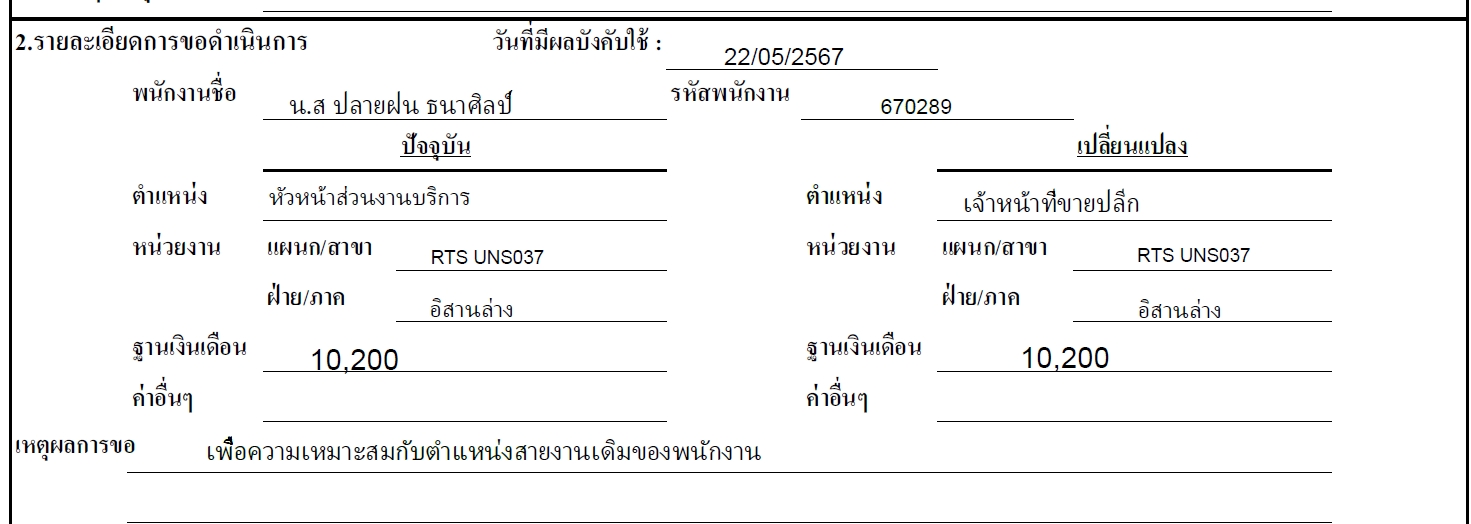 2.รายละเอียดการขอดำเนินการ วันที่มีผลบังคับใช้ : 22/05/2567
พนักงานชื่อ น.ส ปลายฝน ธนาศิลป์ รหัสพนักงาน 670289
ปัจจุบัน เปลี่ยนแปลง
ตำแหน่ง หัวหน้าส่วนงานบริการ ตำแหน่ง เจ้าหน้าที่ขายปลีก
หน่วยงาน แผนก/สาขา RTS UNS037 หน่วยงาน แผนก/สาขา RTS UNS037
ฝ่าย/ภาค อิสานล่าง ฝ่าย/ภาค อิสานล่าง
ฐานเงินเดือน 10,200 ฐานเงินเดือน 10,200
ค่าอื่นๆ ค่าอื่นๆ
เหตุผลการขอ เพื่อความเหมาะสมกับตำแหน่งสายงานเดิมของพนักงาน